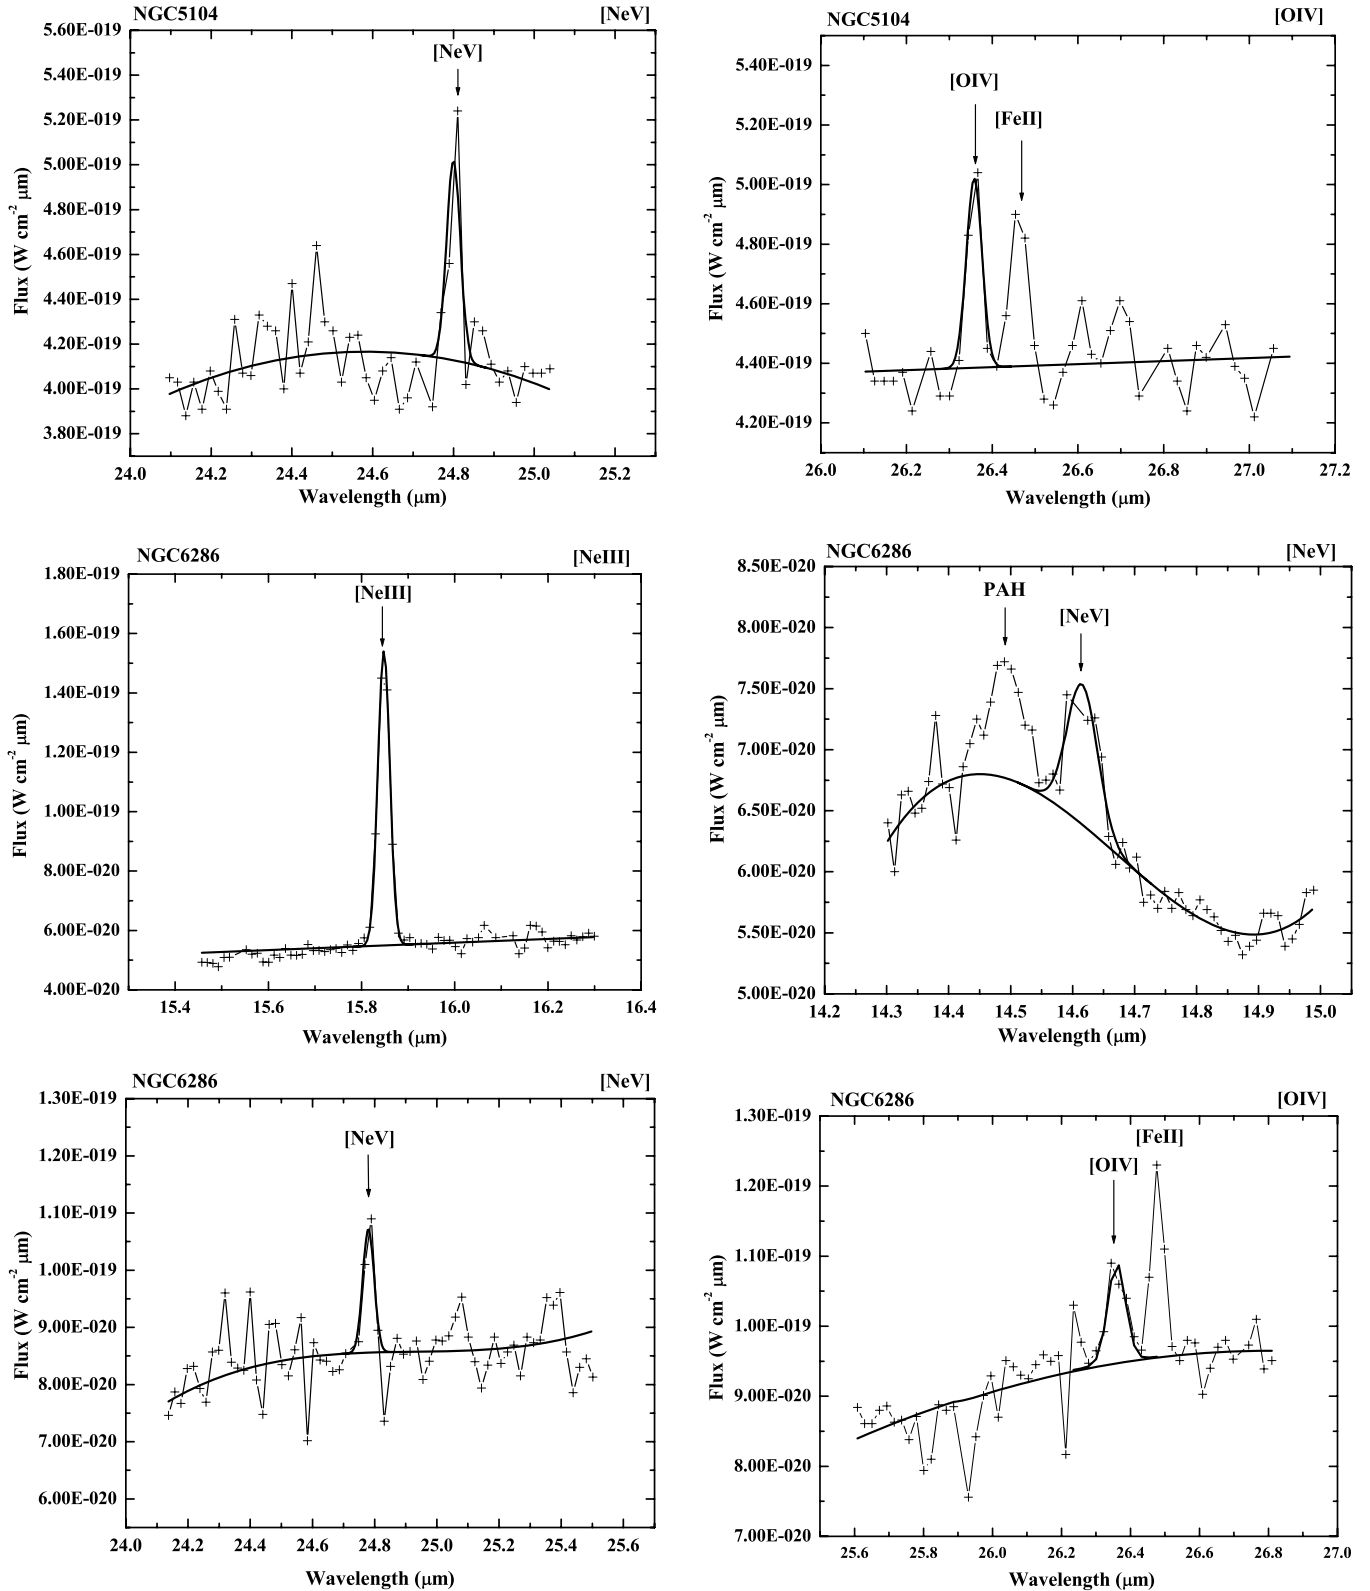 NGC5104 [NeV]
5.60E-019
5.40E-019
5.20E-019
5.00E-019
4.80E-019
4.60E-019
4.40E-019
4.20E-019
4.00E-019
3.80E-019
Flux (W cm-2 μm)
[NeV]
24.0 24.2 24.4 24.6 24.8 25.0 25.2
Wavelength (μm)
NGC5104 [OIV]
5.40E-019
5.20E-019
5.00E-019
4.80E-019
4.60E-019
4.40E-019
4.20E-019
Flux (W cm-2 μm)
[OIV]
[FeII]
26.0 26.2 26.4 26.6 26.8 27.0 27.2
Wavelength (μm)
NGC6286 [NeIII]
1.80E-019
1.60E-019
1.40E-019
1.20E-019
1.00E-019
8.00E-020
6.00E-020
4.00E-020
Flux (W cm-2 μm)
[NeIII]
15.4 15.6 15.8 16.0 16.2 16.4
Wavelength (μm)
NGC6286 [NeV]
8.50E-020
8.00E-020
7.50E-020
7.00E-020
6.50E-020
6.00E-020
5.50E-020
5.00E-020
Flux (W cm-2 μm)
PAH
[NeV]
14.2 14.3 14.4 14.5 14.6 14.7 14.8 14.9 15.0
Wavelength (μm)
NGC6286 [NeV]
1.30E-019
1.20E-019
1.10E-019
1.00E-019
9.00E-020
8.00E-020
7.00E-020
6.00E-020
Flux (W cm-2 μm)
[NeV]
24.0 24.2 24.4 24.6 24.8 25.0 25.2 25.4 25.6
Wavelength (μm)
NGC6286 [OIV]
1.30E-019
1.20E-019
1.10E-019
1.00E-019
9.00E-020
8.00E-020
7.00E-020
Flux (W cm-2 μm)
[FeII]
[OIV]
25.6 25.8 26.0 26.2 26.4 26.6 26.8 27.0
Wavelength (μm)